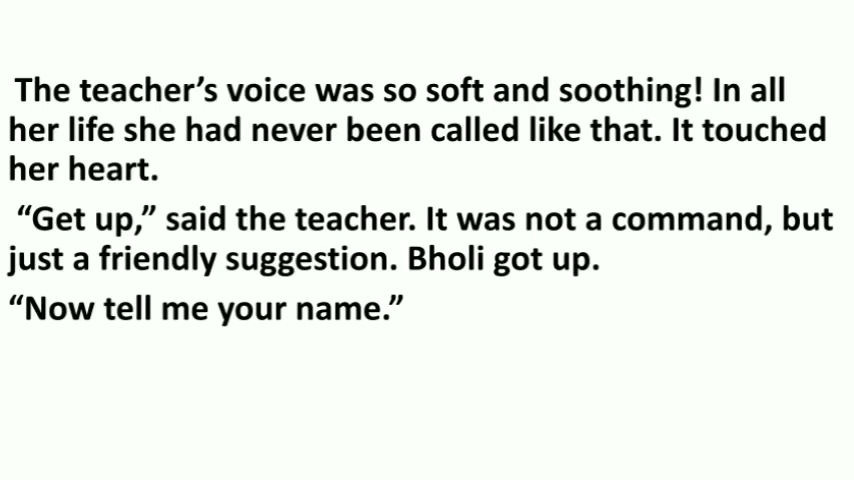 The teacher’s voice was so soft and soothing! In all
her life she had never been called like that. It touched
her heart.
“Get up,” said the teacher. It was not a command, but
just a friendly suggestion. Bholi got up.
“Now tell me your name.”